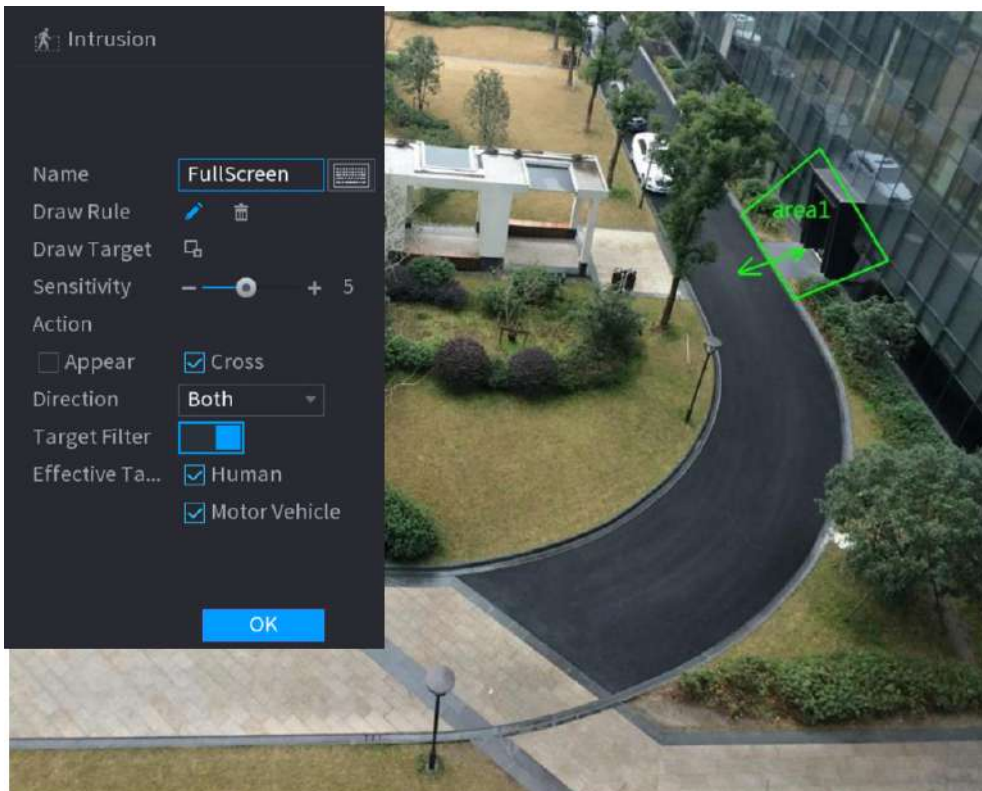 Intrusion
Name FullScreen
Draw Rule
Draw Target
Sensitivity - + 5
Action
Appear Cross
Direction Both
Target Filter
Effective Ta... Human
Motor Vehicle
OK
area1